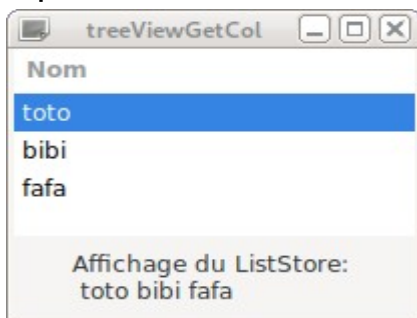 treeViewGetCol
Nom
toto
bibi
fafa
Affichage du ListStore:
toto bibi fafa